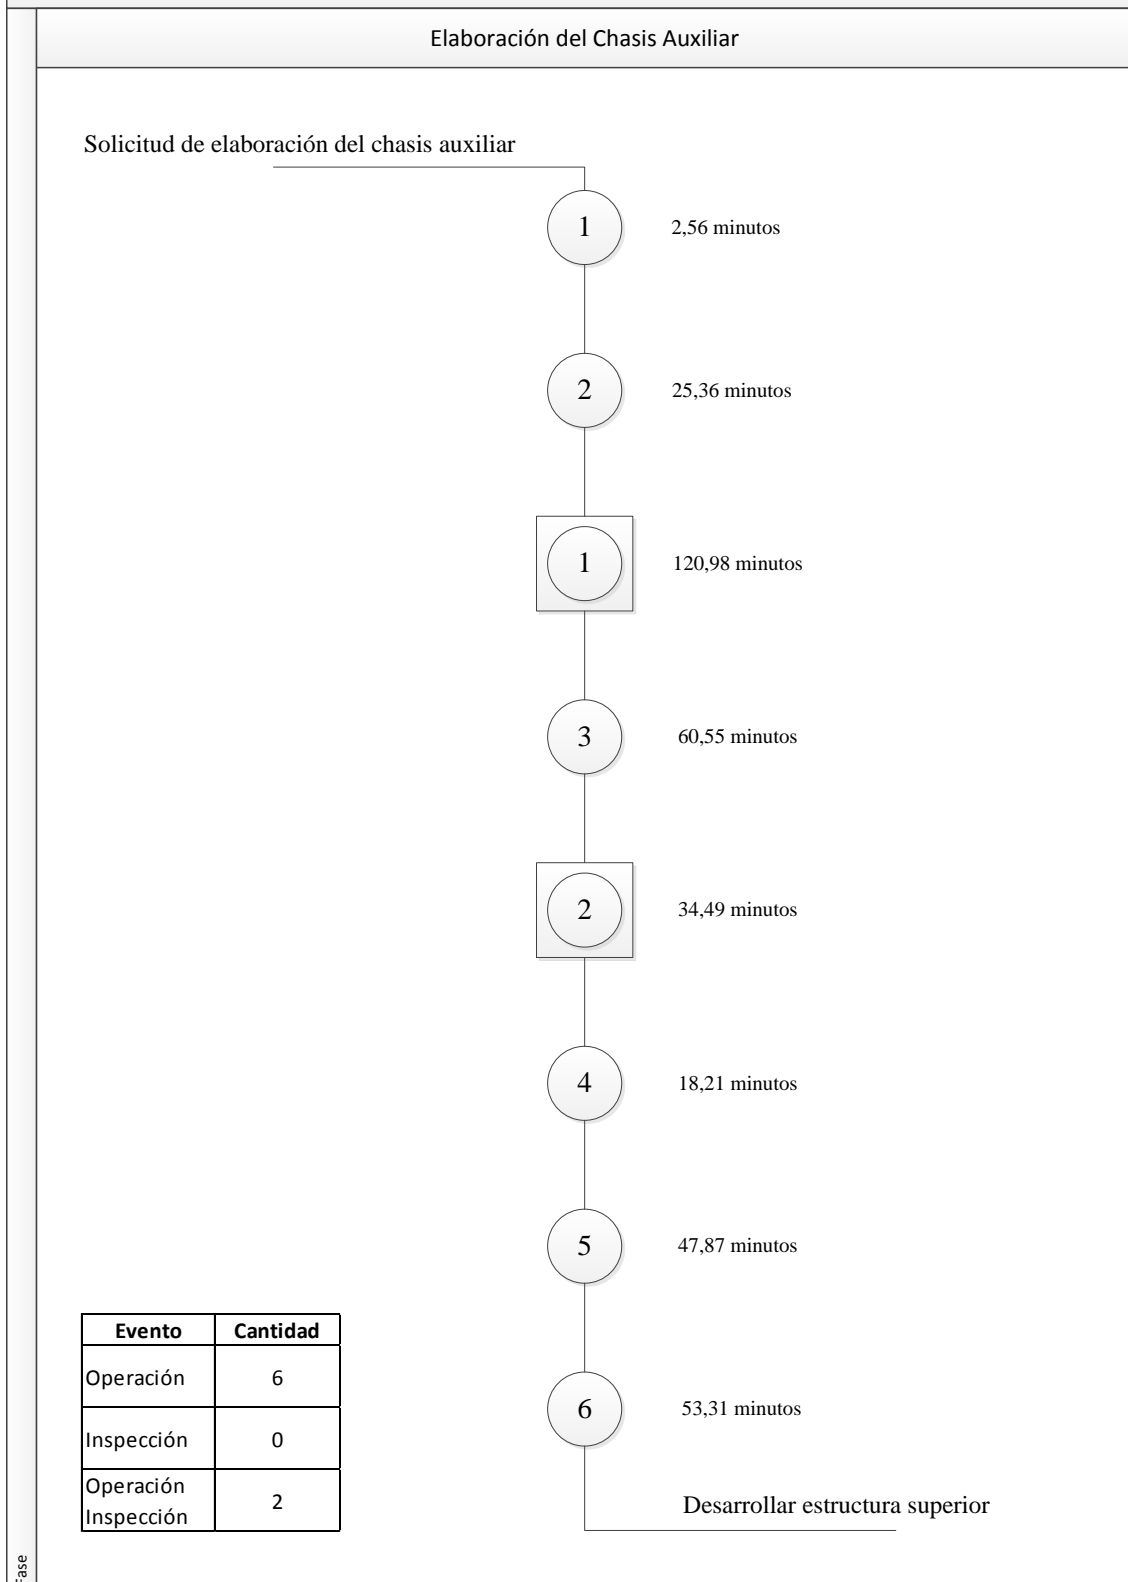 Elaboración del Chasis Auxiliar
Solicitud de elaboración del chasis auxiliar
1 2,56 minutos
2 25,36 minutos
1 120,98 minutos
3 60,55 minutos
2 34,49 minutos
4 18,21 minutos
5 47,87 minutos
6 53,31 minutos
Desarrollar estructura superior
Evento Cantidad
Operación 6
Inspección 0
Operación
Inspección 2
Fase